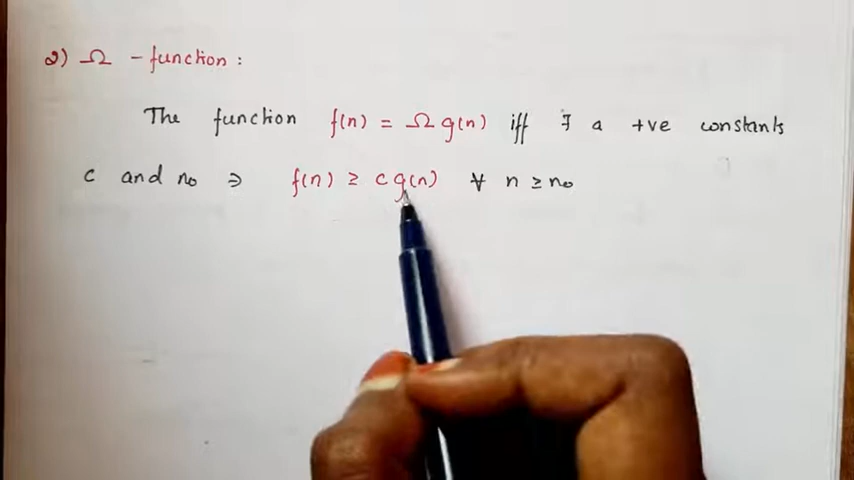 2) Ω - function :
The function f(n) = Ω g(n) iff ∃ a +ve constants
c and n₀ ∋ f(n) ≥ c g(n) ∀ n ≥ n₀